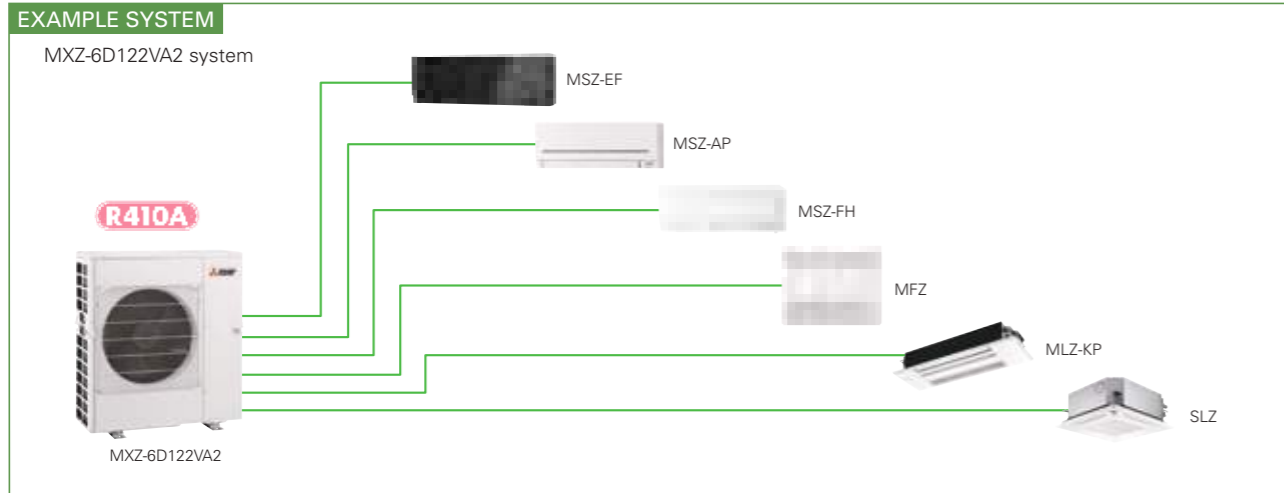 EXAMPLE SYSTEM
MXZ-6D122VA2 system
MSZ-EF
MSZ-AP
R410A
MSZ-FH
MFZ
MLZ-KP
SLZ
MXZ-6D122VA2